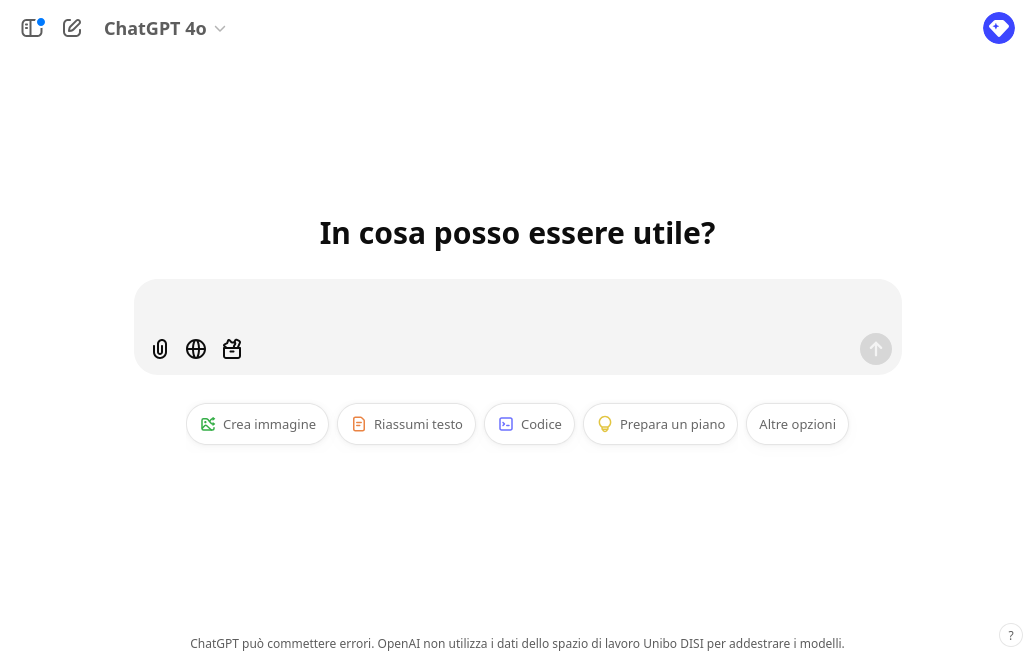 ChatGPT 4o
In cosa posso essere utile?
Crea immagine
Riassumi testo
Codice
Prepara un piano
Altre opzioni
ChatGPT può commettere errori. OpenAI non utilizza i dati dello spazio di lavoro Unibo DISI per addestrare i modelli.
?